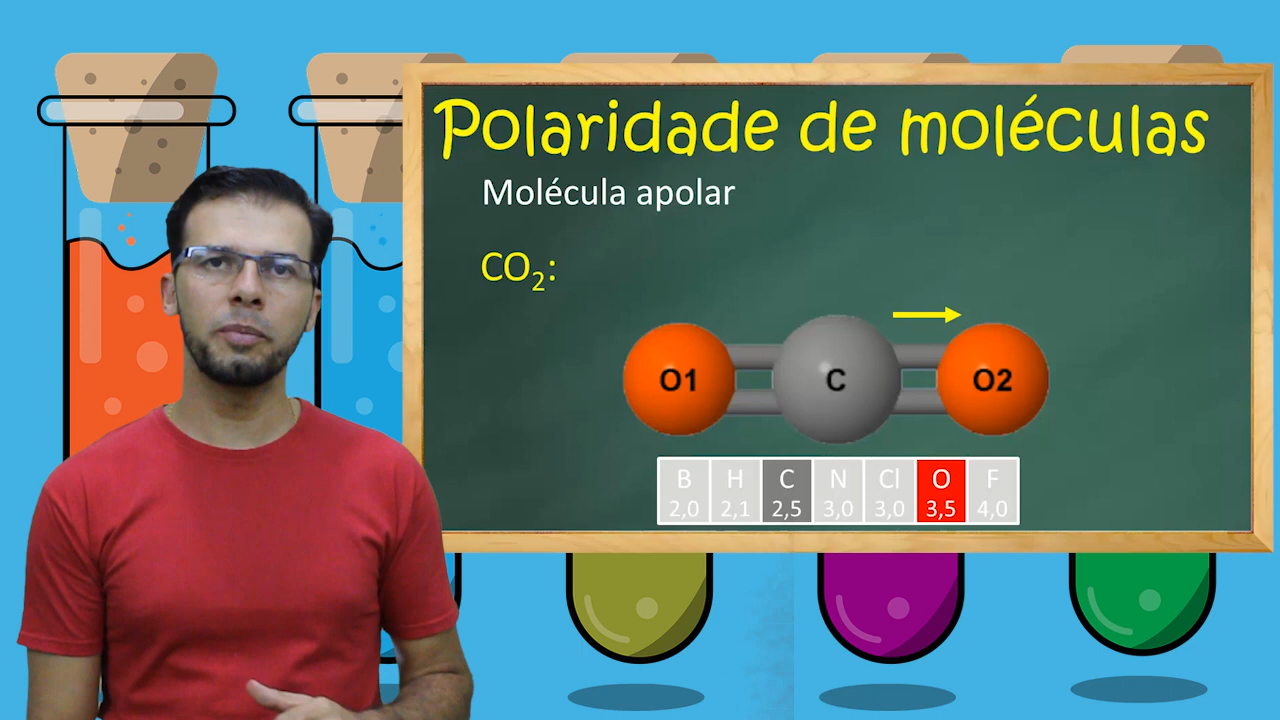 Polaridade de moléculas
Molécula apolar
CO₂:
O1 C O2
B H C N Cl O F
2,0 2,1 2,5 3,0 3,0 3,5 4,0